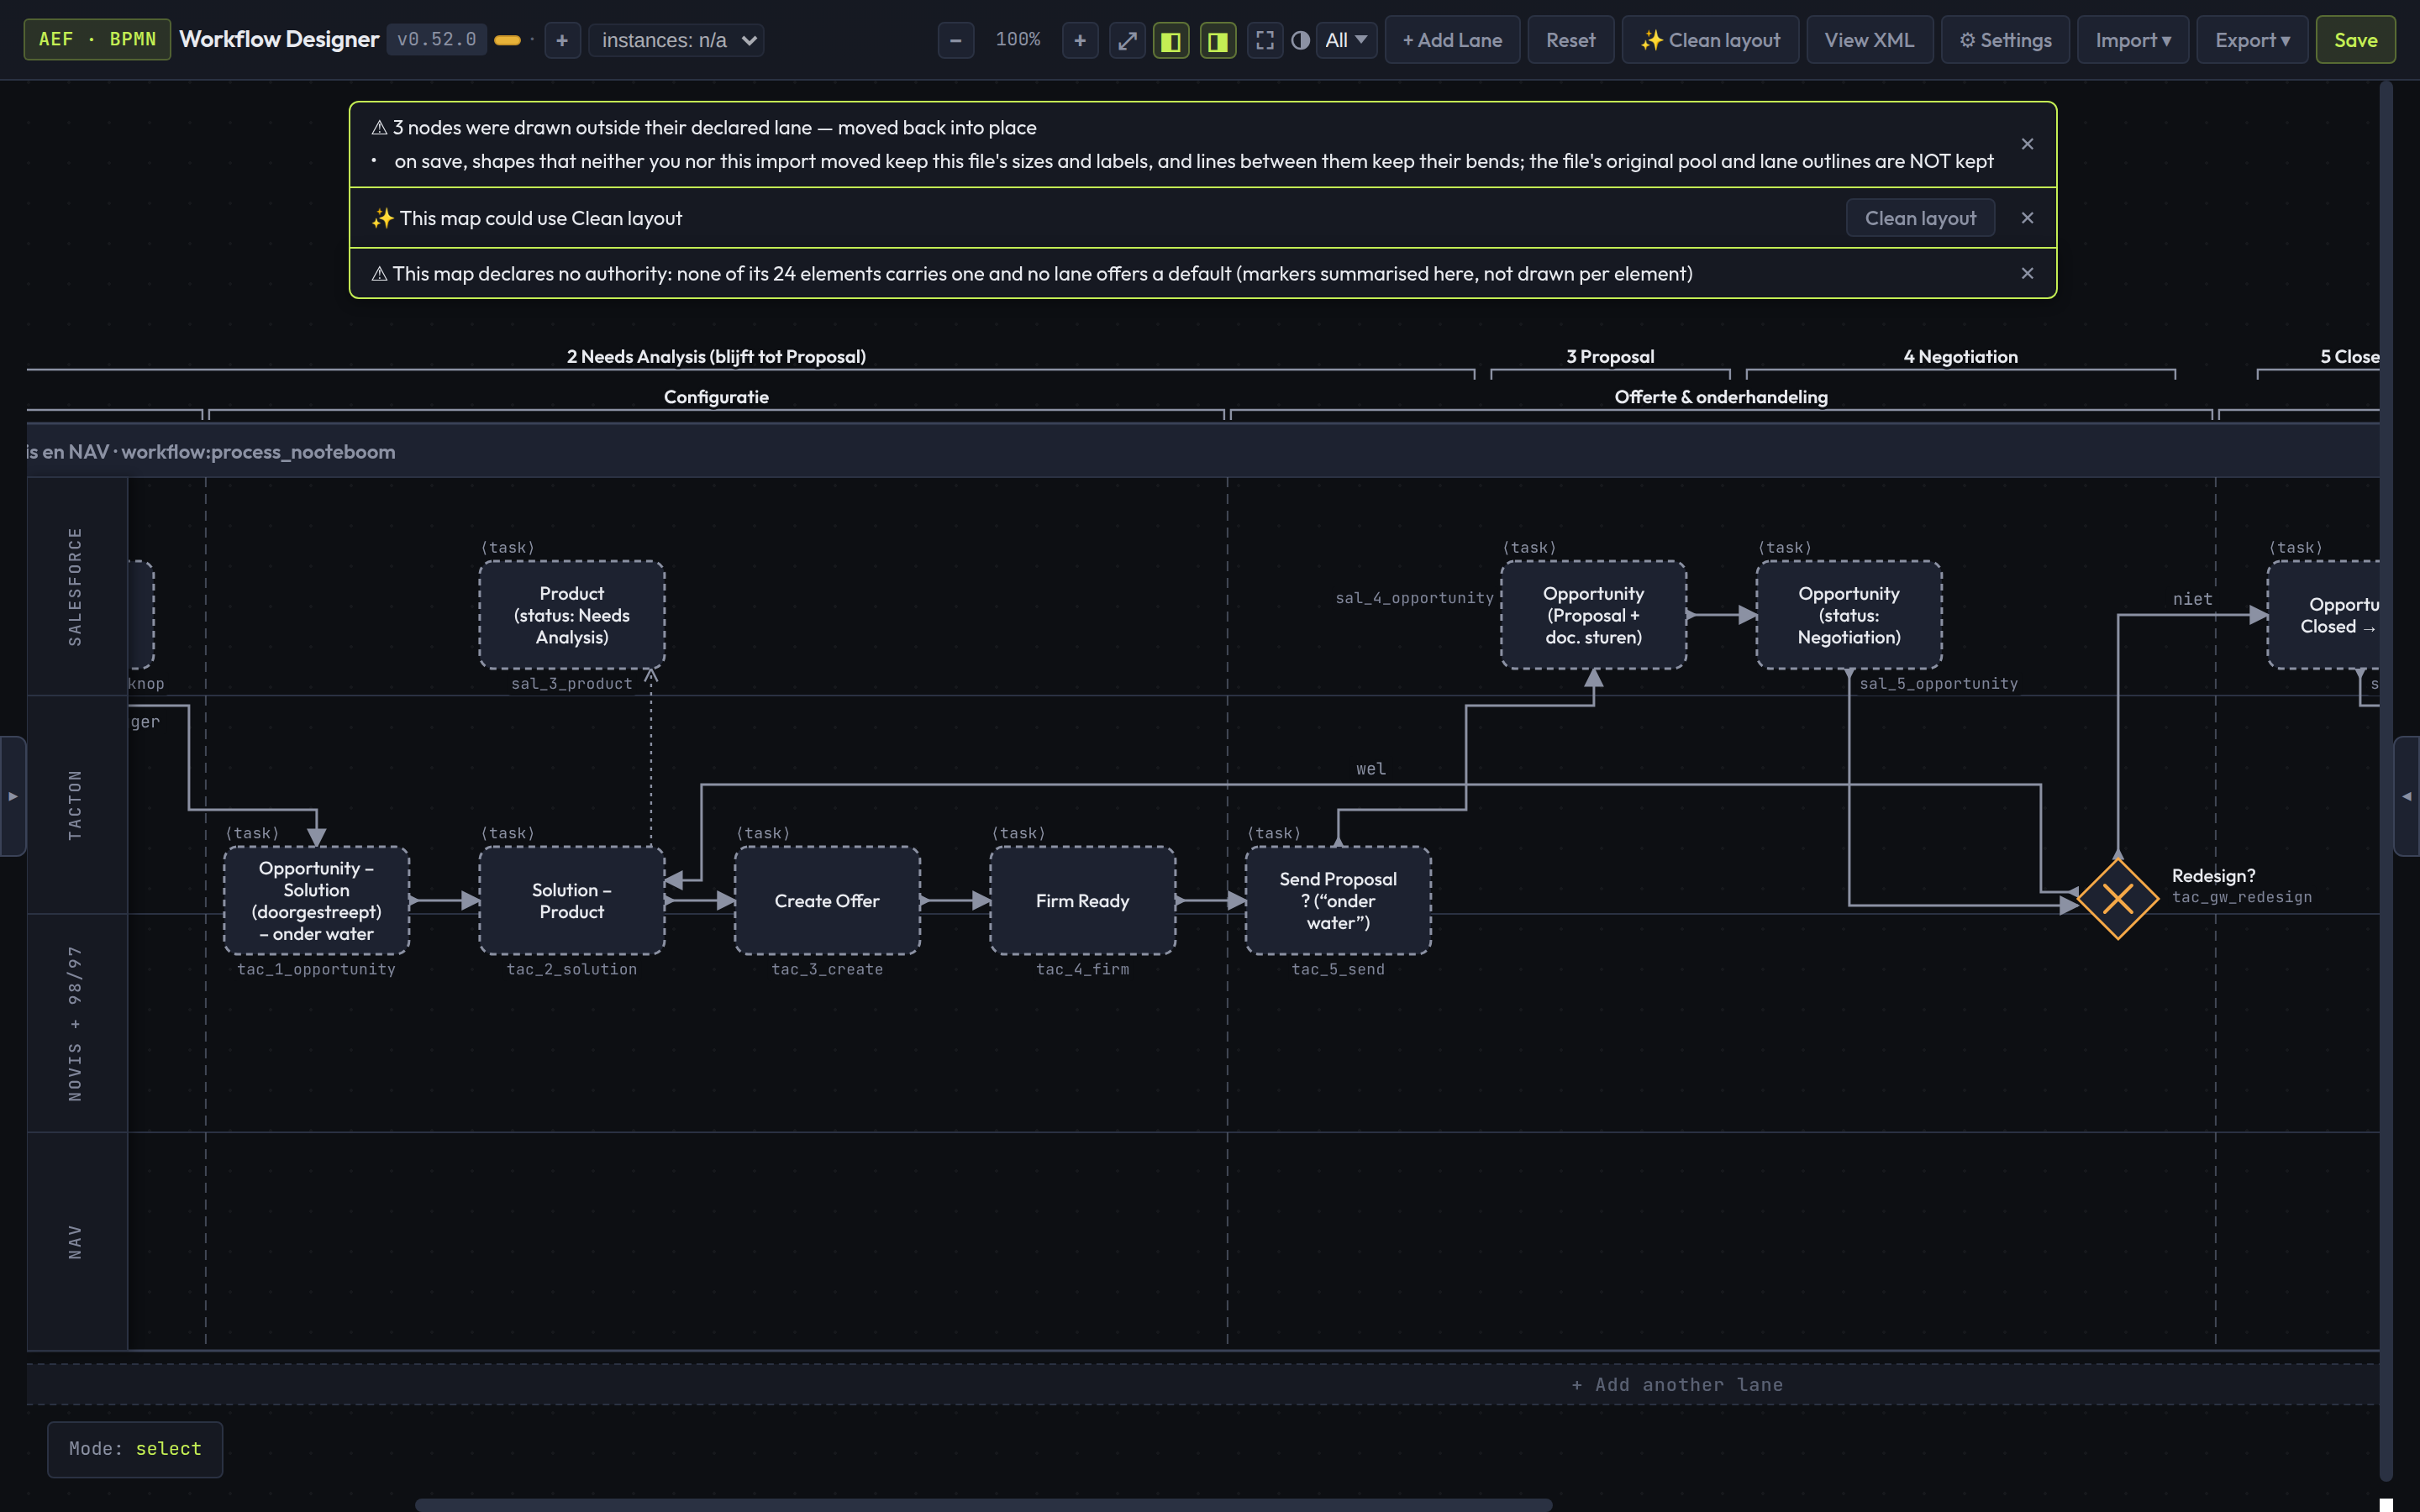 AEF · BPMN Workflow Designer v0.52.0 · + instances: n/a
− 100% + All + Add Lane Reset ✨ Clean layout View XML ⚙ Settings Import ▾ Export ▾ Save
⚠ 3 nodes were drawn outside their declared lane — moved back into place
• on save, shapes that neither you nor this import moved keep this file's sizes and labels, and lines between them keep their bends; the file's original pool and lane outlines are NOT kept
✨ This map could use Clean layout
Clean layout
⚠ This map declares no authority: none of its 24 elements carries one and no lane offers a default (markers summarised here, not drawn per element)
2 Needs Analysis (blijft tot Proposal)
3 Proposal
4 Negotiation
5 Close
Configuratie
Offerte & onderhandeling
is en NAV · workflow:process_nooteboom
SALESFORCE
⟨task⟩
Product
(status: Needs
Analysis)
sal_3_product
knop
sal_4_opportunity
⟨task⟩
Opportunity
(Proposal +
doc. sturen)
⟨task⟩
Opportunity
(status:
Negotiation)
sal_5_opportunity
niet
⟨task⟩
Opportu
Closed →
s
TACTON
ger
wel
⟨task⟩
Opportunity –
Solution
(doorgestreept)
– onder water
tac_1_opportunity
⟨task⟩
Solution –
Product
tac_2_solution
⟨task⟩
Create Offer
tac_3_create
⟨task⟩
Firm Ready
tac_4_firm
⟨task⟩
Send Proposal
? (“onder
water”)
tac_5_send
Redesign?
tac_gw_redesign
NOVIS + 98/97
NAV
+ Add another lane
Mode: select